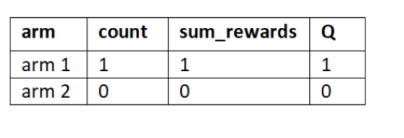 arm count sum_rewards Q
arm 1 1 1 1
arm 2 0 0 0